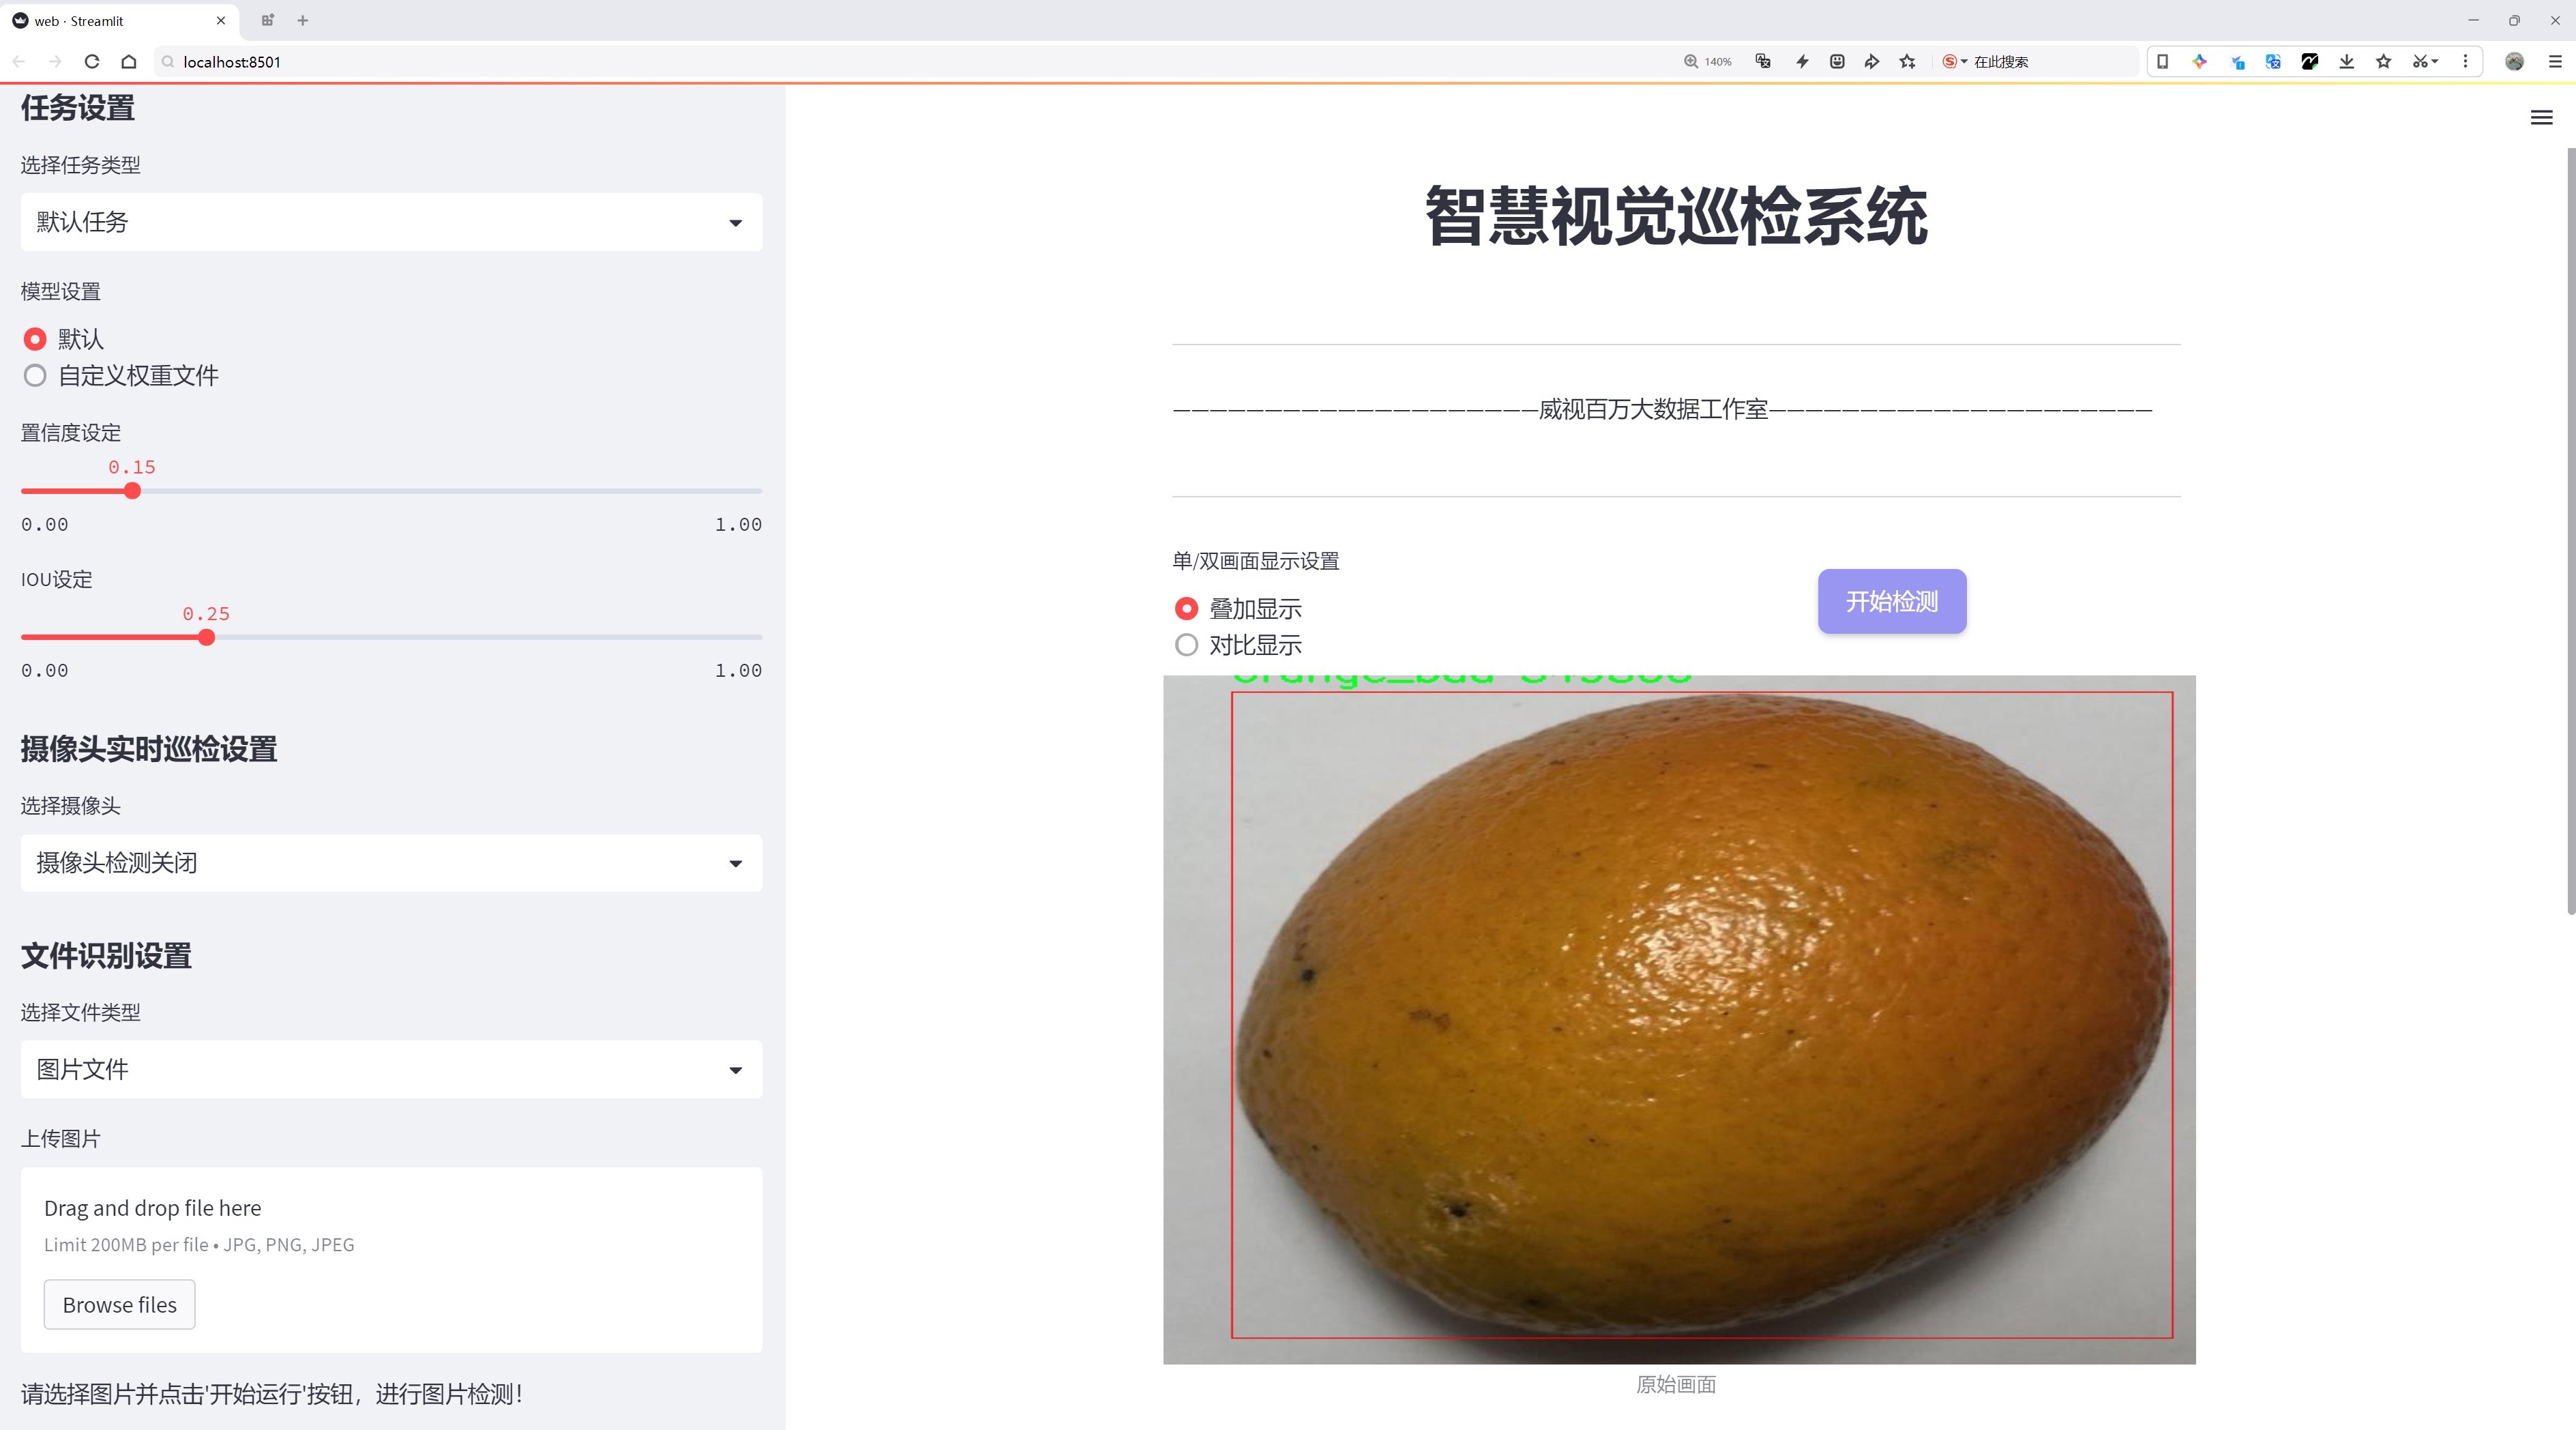 web · Streamlit
localhost:8501
140%
在此搜索
任务设置
选择任务类型
默认任务
模型设置
默认
自定义权重文件
置信度设定
0.15
0.00 1.00
IOU设定
0.25
0.00 1.00
摄像头实时巡检设置
选择摄像头
摄像头检测关闭
文件识别设置
选择文件类型
图片文件
上传图片
Drag and drop file here
Limit 200MB per file • JPG, PNG, JPEG
Browse files
请选择图片并点击'开始运行'按钮，进行图片检测！
智慧视觉巡检系统
————————————————————威视百万大数据工作室—————————————————————
单/双画面显示设置
叠加显示
对比显示
开始检测
原始画面